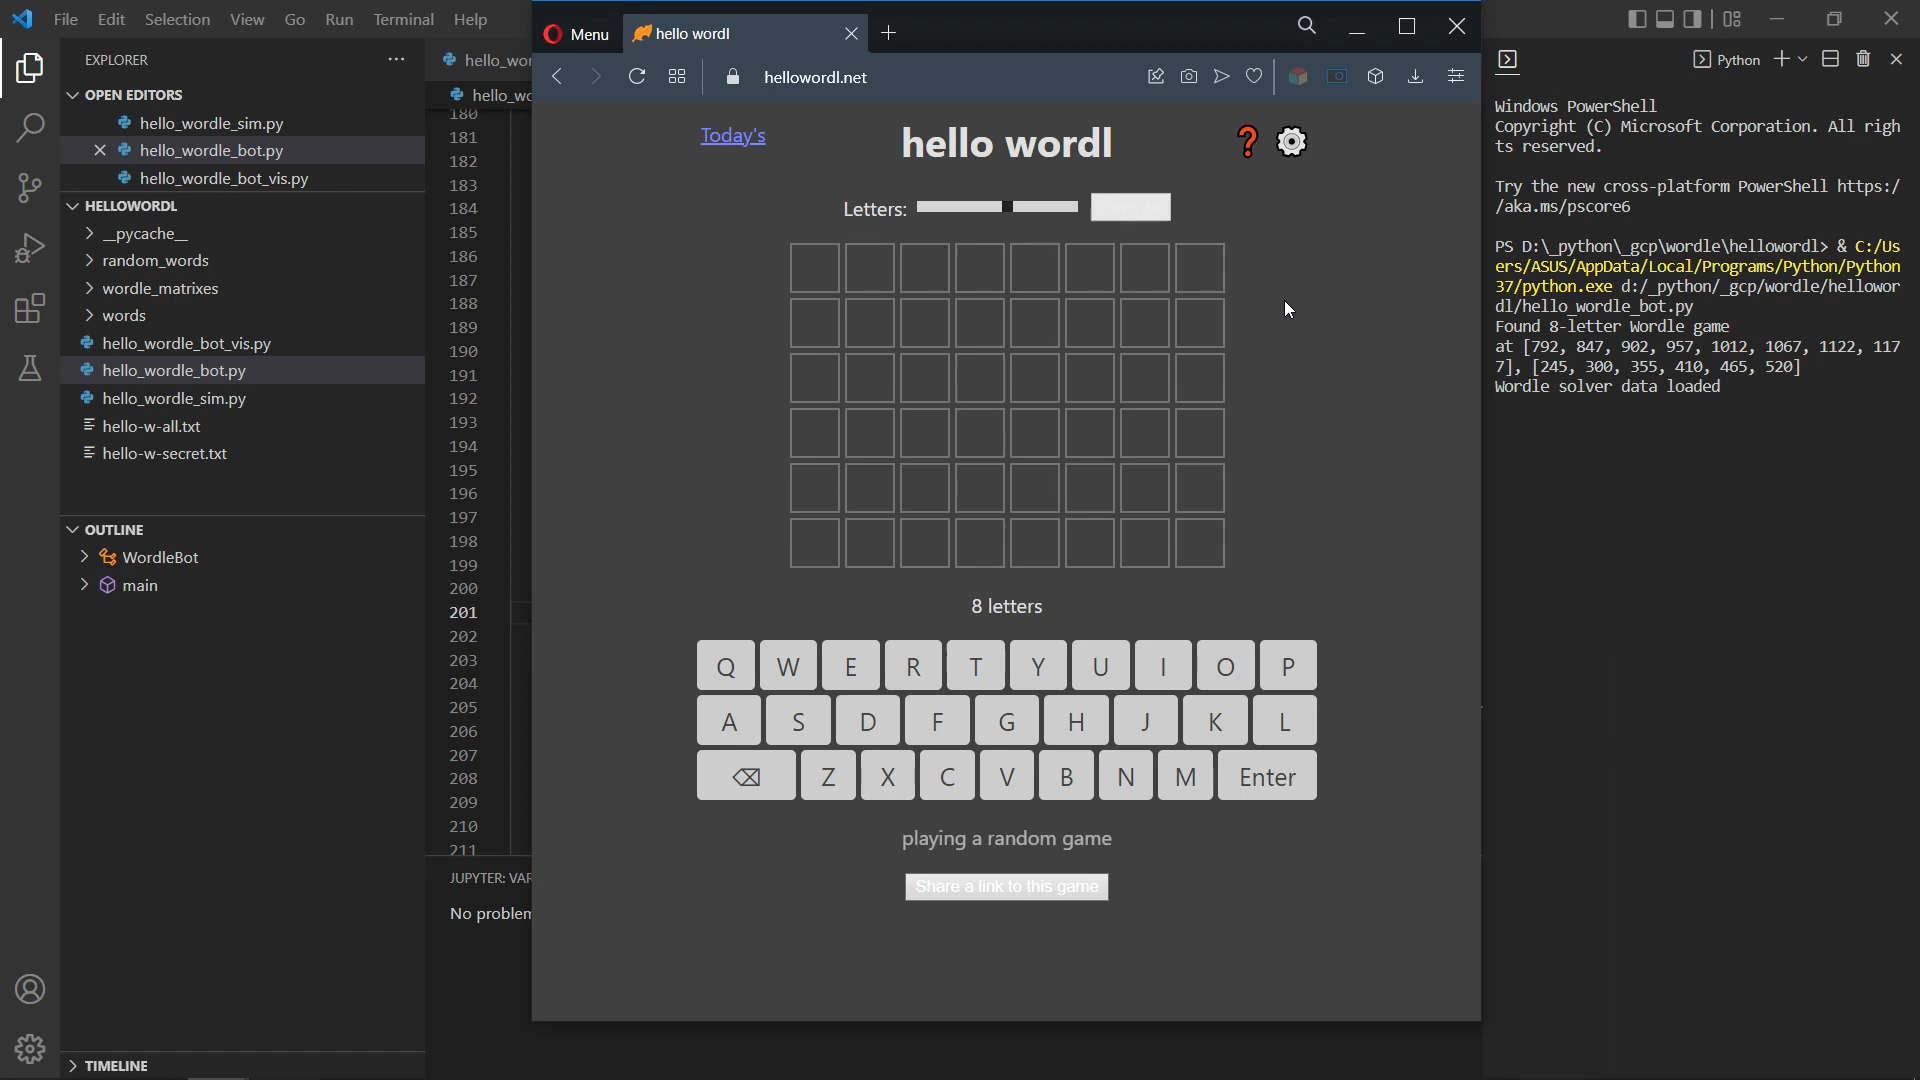 File Edit Selection View Go Run Terminal Help
EXPLORER
OPEN EDITORS
hello_wordle_sim.py
hello_wordle_bot.py
hello_wordle_bot_vis.py
HELLOWORDL
__pycache__
random_words
wordle_matrixes
words
hello_wordle_bot_vis.py
hello_wordle_bot.py
hello_wordle_sim.py
hello-w-all.txt
hello-w-secret.txt
OUTLINE
WordleBot
main
TIMELINE
hello_wor
hello_wo
180
181
182
183
184
185
186
187
188
189
190
191
192
193
194
195
196
197
198
199
200
201
202
203
204
205
206
207
208
209
210
211
JUPYTER: VAR
No problem
Menu
hello wordl
hellowordl.net
Today's
hello wordl
Letters:
8 letters
Q W E R T Y U I O P
A S D F G H J K L
Z X C V B N M Enter
playing a random game
Share a link to this game
Python
Windows PowerShell
Copyright (C) Microsoft Corporation. All righ
ts reserved.
Try the new cross-platform PowerShell https:/
/aka.ms/pscore6
PS D:\_python\_gcp\wordle\hellowordl> & C:/Us
ers/ASUS/AppData/Local/Programs/Python/Python
37/python.exe d:/_python/_gcp/wordle/hellowor
dl/hello_wordle_bot.py
Found 8-letter Wordle game
at [792, 847, 902, 957, 1012, 1067, 1122, 117
7], [245, 300, 355, 410, 465, 520]
Wordle solver data loaded